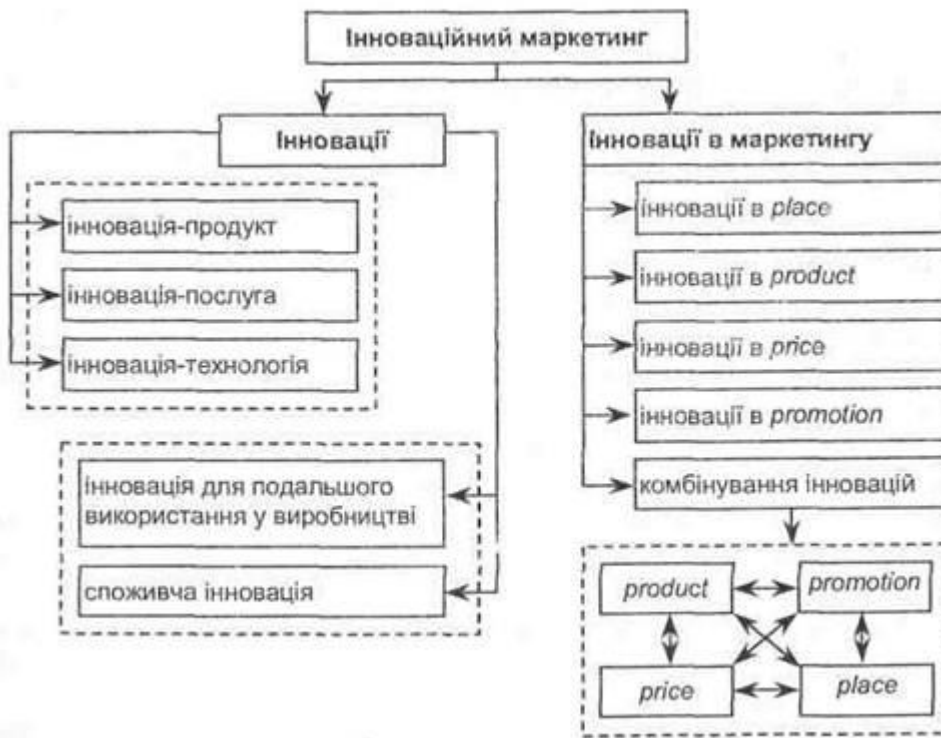 Інноваційний маркетинг
Інновації
інновація-продукт
інновація-послуга
інновація-технологія
інновація для подальшого
використання у виробництві
споживча інновація
Інновації в маркетингу
інновації в place
інновації в product
інновації в price
інновації в promotion
комбінування інновацій
product
promotion
price
place